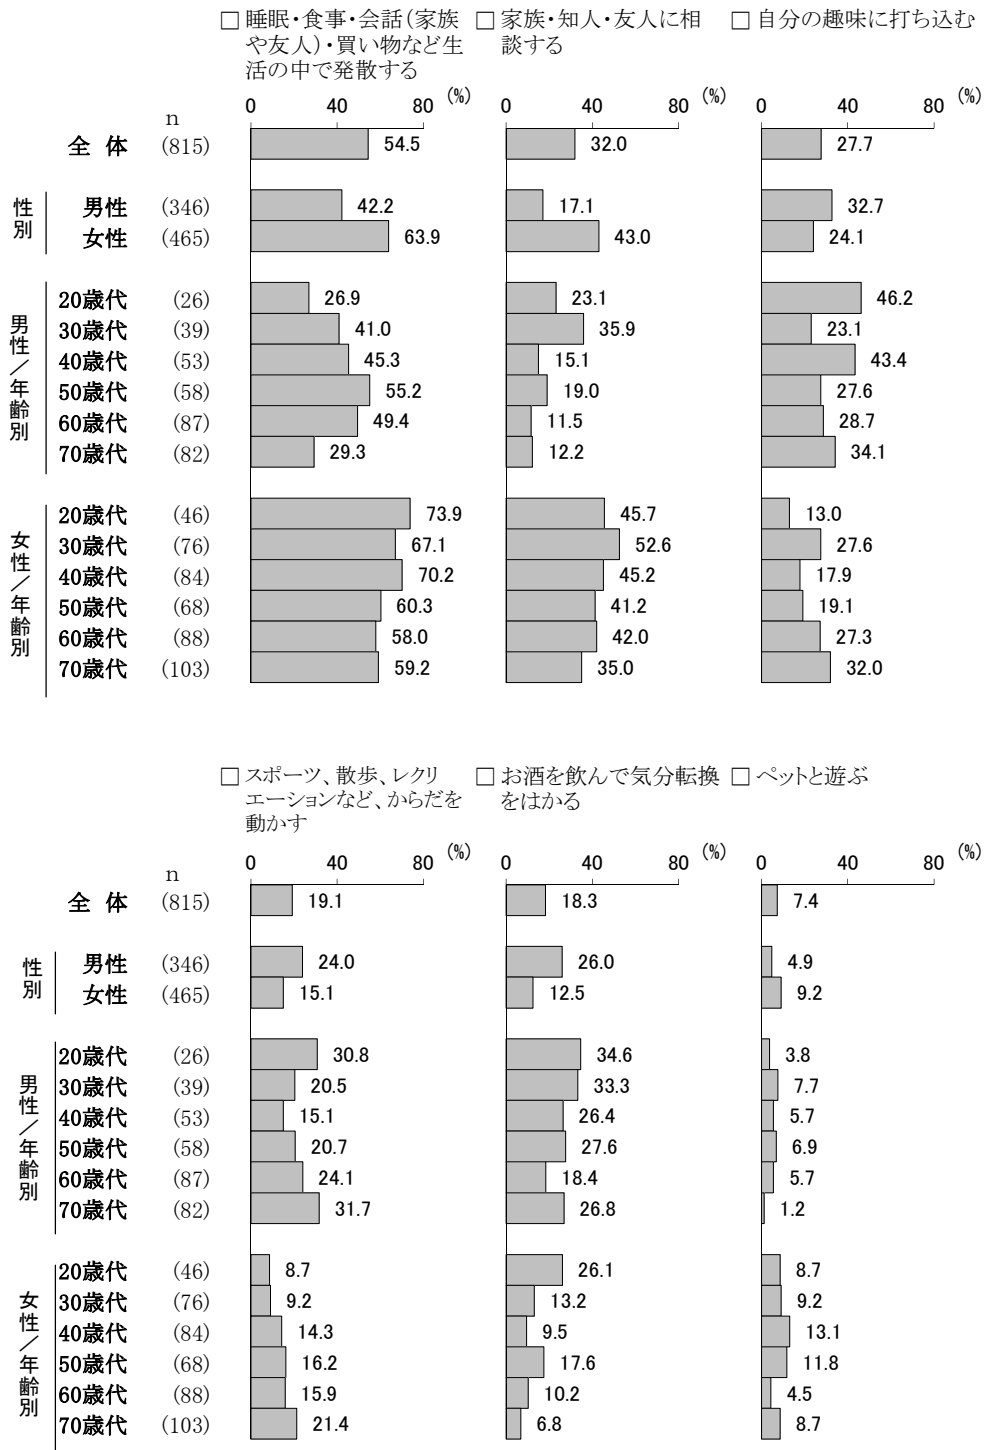 □ 睡眠・食事・会話(家族や友人)・買い物など生活の中で発散する
□ 家族・知人・友人に相談する
□ 自分の趣味に打ち込む
0 40 80 (%) 0 40 80 (%) 0 40 80 (%)
n
全 体 (815) 54.5 32.0 27.7
性別
男性 (346) 42.2 17.1 32.7
女性 (465) 63.9 43.0 24.1
男性/年齢別
20歳代 (26) 26.9 23.1 46.2
30歳代 (39) 41.0 35.9 23.1
40歳代 (53) 45.3 15.1 43.4
50歳代 (58) 55.2 19.0 27.6
60歳代 (87) 49.4 11.5 28.7
70歳代 (82) 29.3 12.2 34.1
女性/年齢別
20歳代 (46) 73.9 45.7 13.0
30歳代 (76) 67.1 52.6 27.6
40歳代 (84) 70.2 45.2 17.9
50歳代 (68) 60.3 41.2 19.1
60歳代 (88) 58.0 42.0 27.3
70歳代 (103) 59.2 35.0 32.0
□ スポーツ、散歩、レクリエーションなど、からだを動かす
□ お酒を飲んで気分転換をはかる
□ ペットと遊ぶ
0 40 80 (%) 0 40 80 (%) 0 40 80 (%)
n
全 体 (815) 19.1 18.3 7.4
性別
男性 (346) 24.0 26.0 4.9
女性 (465) 15.1 12.5 9.2
男性/年齢別
20歳代 (26) 30.8 34.6 3.8
30歳代 (39) 20.5 33.3 7.7
40歳代 (53) 15.1 26.4 5.7
50歳代 (58) 20.7 27.6 6.9
60歳代 (87) 24.1 18.4 5.7
70歳代 (82) 31.7 26.8 1.2
女性/年齢別
20歳代 (46) 8.7 26.1 8.7
30歳代 (76) 9.2 13.2 9.2
40歳代 (84) 14.3 9.5 13.1
50歳代 (68) 16.2 17.6 11.8
60歳代 (88) 15.9 10.2 4.5
70歳代 (103) 21.4 6.8 8.7